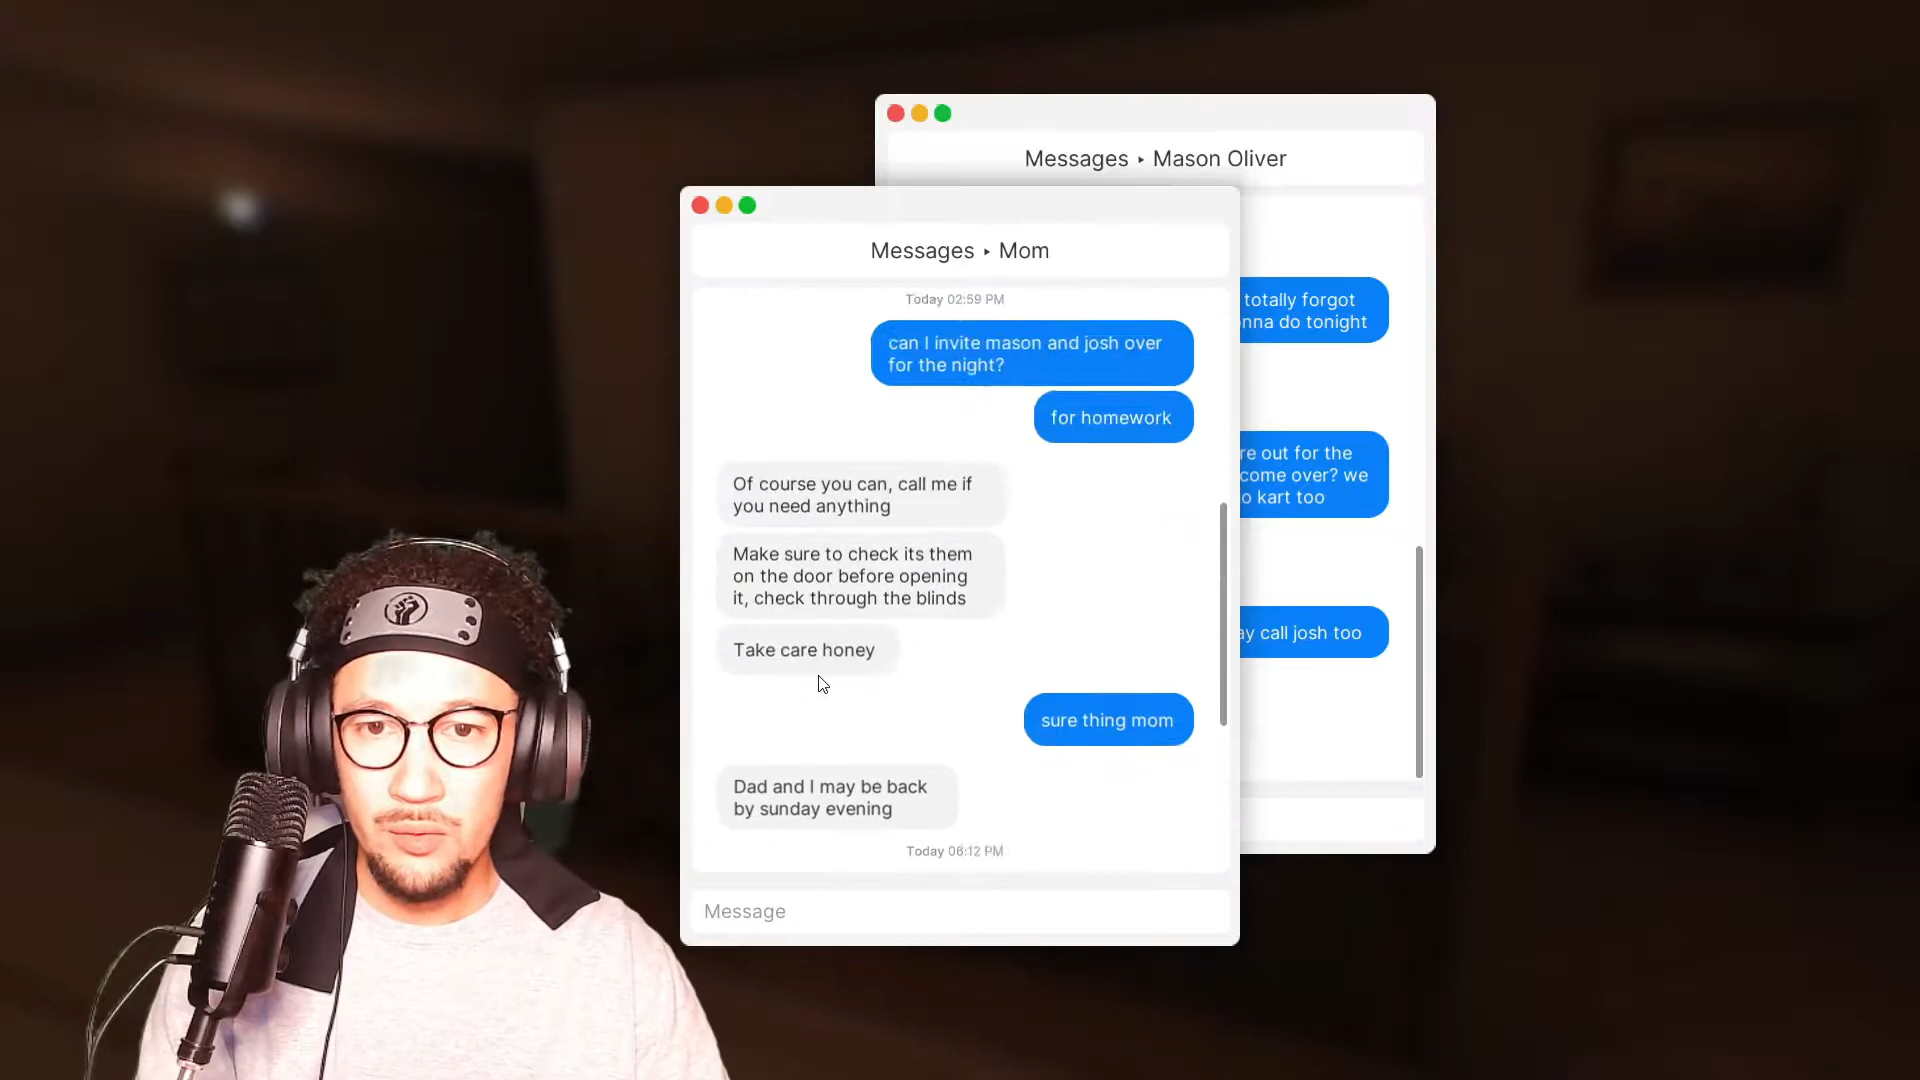 Messages ‣ Mason Oliver
totally forgot
do tonight
out for the
come over? we
kart too
call josh too
Messages ‣ Mom
Today 02:59 PM
can I invite mason and josh over
for the night?
for homework
Of course you can, call me if
you need anything
Make sure to check its them
on the door before opening
it, check through the blinds
Take care honey
sure thing mom
Dad and I may be back
by sunday evening
Today 06:12 PM
Message